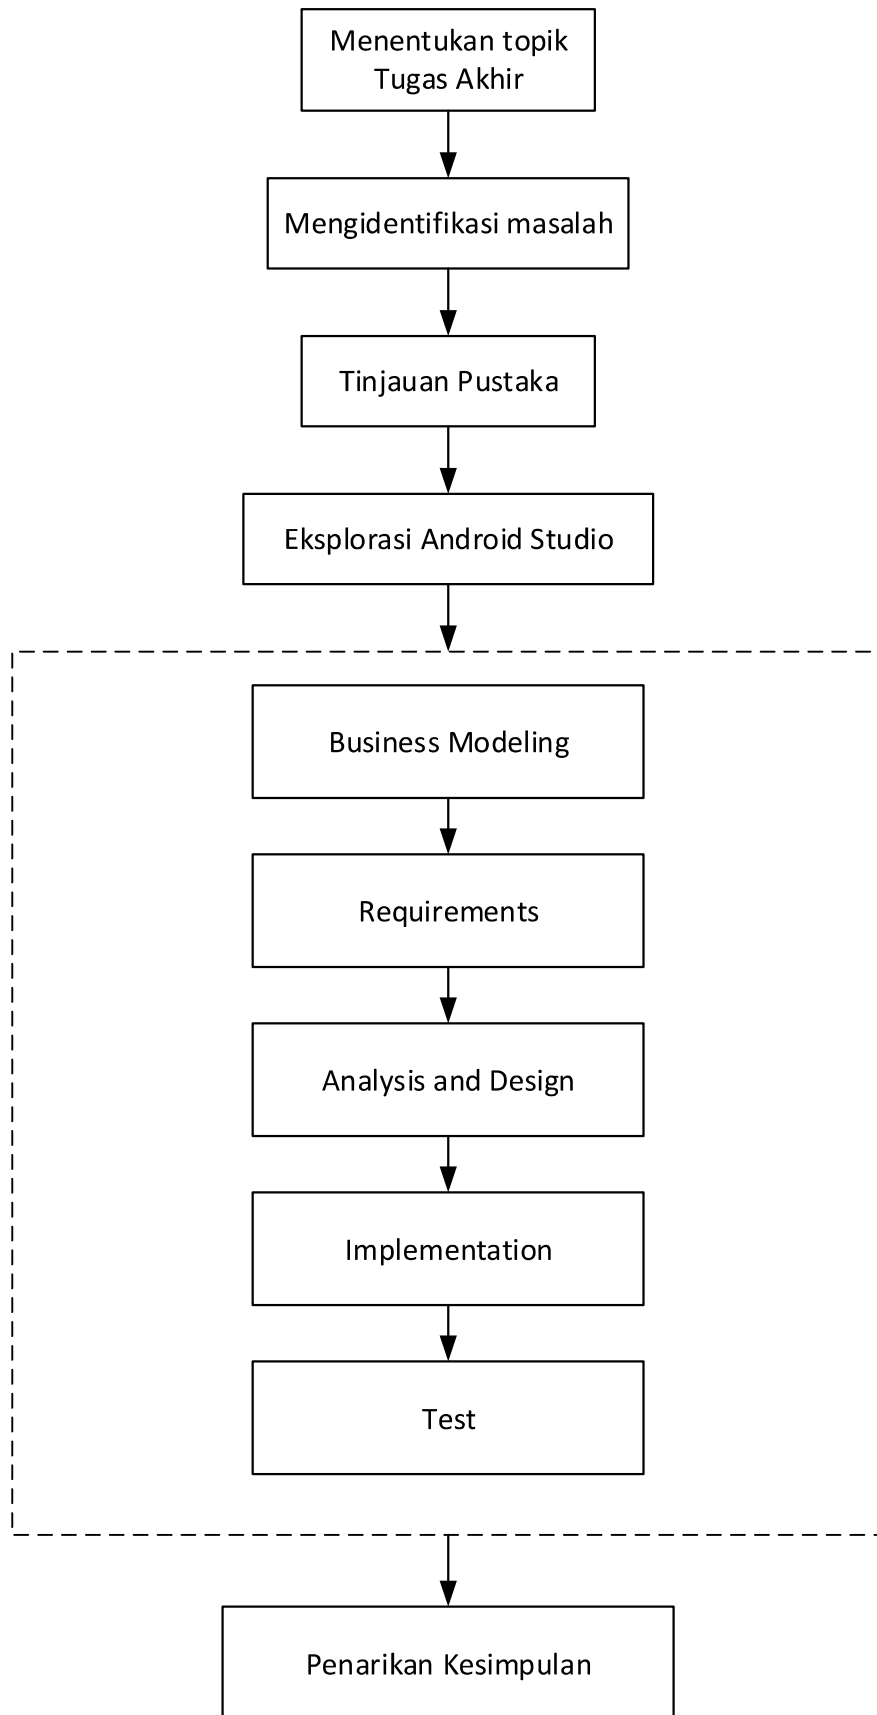 Menentukan topik
Tugas Akhir
Mengidentifikasi masalah
Tinjauan Pustaka
Eksplorasi Android Studio
Business Modeling
Requirements
Analysis and Design
Implementation
Test
Penarikan Kesimpulan